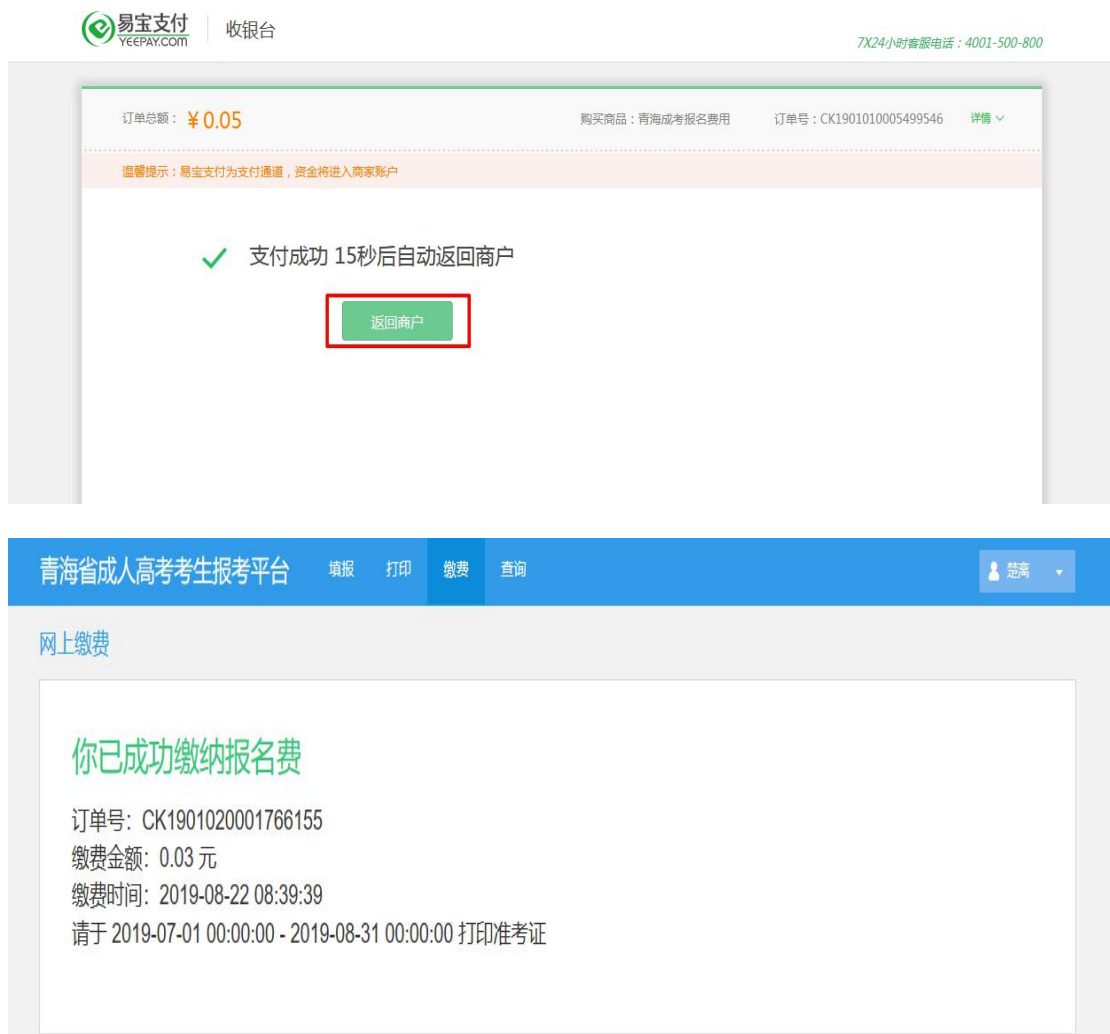 易宝支付
YEEPAY.COM
收银台
7X24小时客服电话：4001-500-800
订单总额： ¥ 0.05 购买商品：青海成考报名费用 订单号：CK1901010005499546 详情
温馨提示：易宝支付为支付通道，资金将进入商家账户
支付成功 15秒后自动返回商户
返回商户
青海省成人高考考生报考平台 填报 打印 缴费 查询 楚离
网上缴费
你已成功缴纳报名费
订单号：CK1901020001766155
缴费金额：0.03 元
缴费时间：2019-08-22 08:39:39
请于 2019-07-01 00:00:00 - 2019-08-31 00:00:00 打印准考证